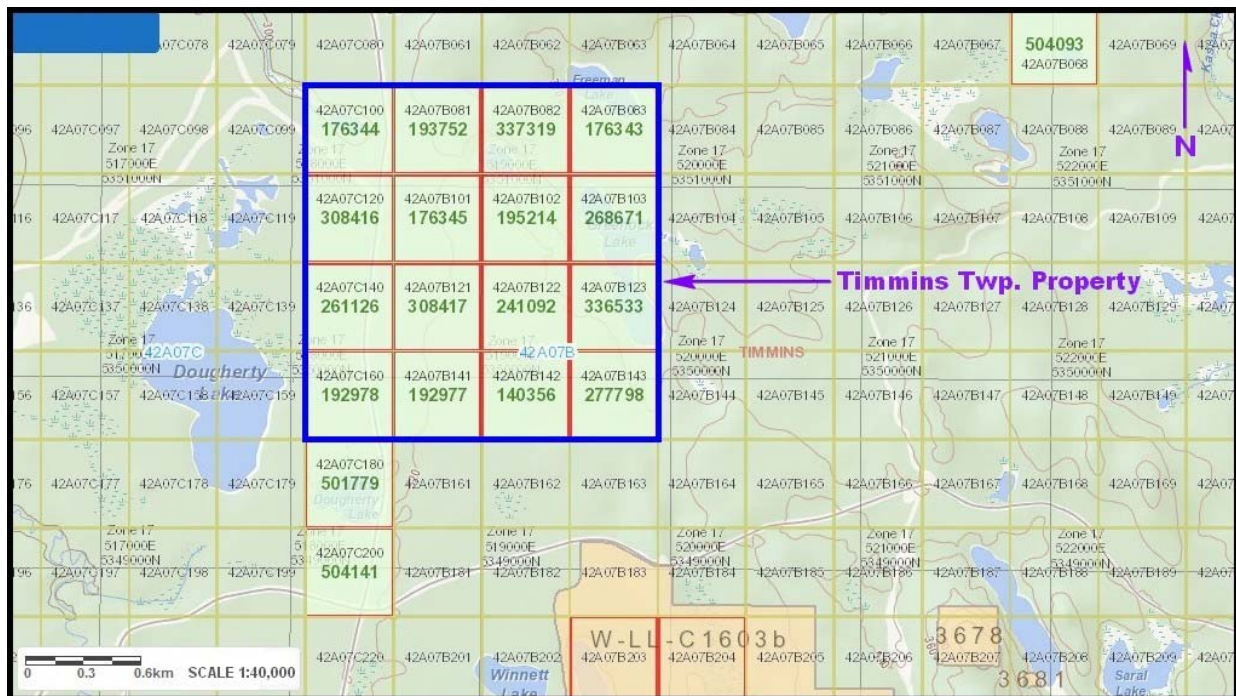 42A07C078 42A07C079 42A07C080 42A07B061 42A07B062 42A07B063 42A07B064 42A07B065 42A07B066 42A07B067 504093 42A07B069
42A07B068
Freeman
Lake
42A07C100 42A07B081 42A07B082 42A07B083
176344 193752 337319 176343
42A07C097 42A07C098 42A07C099 42A07B084 42A07B085 42A07B086 42A07B087 42A07B088 42A07B089
N
Zone 17 Zone 17 Zone 17 Zone 17
517000E 520000E 521000E 522000E
5351000N 5351000N 5351000N 5351000N
42A07C120 42A07B101 42A07B102 42A07B103
308416 176345 195214 268671
42A07C117 42A07C118 42A07C119 42A07B104 42A07B105 42A07B106 42A07B107 42A07B108 42A07B109
Greenock
Lake
Timmins Twp. Property
42A07C140 42A07B121 42A07B122 42A07B123
261126 308417 241092 336533
42A07C137 42A07C138 42A07C139 42A07B124 42A07B125 42A07B126 42A07B127 42A07B128 42A07B129
Zone 17 Zone 17 Zone 17 Zone 17
42A07C 42A07B TIMMINS
520000E 521000E 522000E
5350000N 5350000N 5350000N 5350000N
Dougherty
Lake
42A07C160 42A07B141 42A07B142 42A07B143
192978 192977 140356 277798
42A07C157 42A07C158 42A07C159 42A07B144 42A07B145 42A07B146 42A07B147 42A07B148 42A07B149
42A07C180
501779
42A07C177 42A07C178 42A07C179 42A07B161 42A07B162 42A07B163 42A07B164 42A07B165 42A07B166 42A07B167 42A07B168 42A07B169
Dougherty
Lake
Zone 17 Zone 17 Zone 17 Zone 17 Zone 17
517000E 519000E 520000E 521000E 522000E
5349000N 5349000N 5349000N 5349000N 5349000N
42A07C200
504141
42A07C197 42A07C198 42A07C199 42A07B181 42A07B182 42A07B183 42A07B184 42A07B185 42A07B186 42A07B187 42A07B188 42A07B189
W-LL-C1603b 3678
42A07C220 42A07B201 42A07B202 42A07B203 42A07B204 42A07B205 42A07B206 42A07B207 42A07B208 42A07B209
3681
Winnett
Lake
Saral
Lake
0 0.3 0.6km SCALE 1:40,000